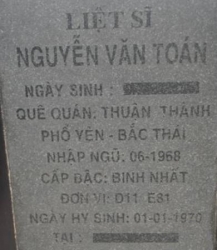 LIỆT SĨ
NGUYỄN VĂN TOÁN
NGÀY SINH :
QUÊ QUÁN: THUẬN THÀNH
PHỔ YÊN - BẮC THÁI
NHẬP NGŨ: 06-1968
CẤP BẬC: BINH NHẤT
ĐƠN VỊ: D11 E81
NGÀY HY SINH: 01-01-1970
TẠI :